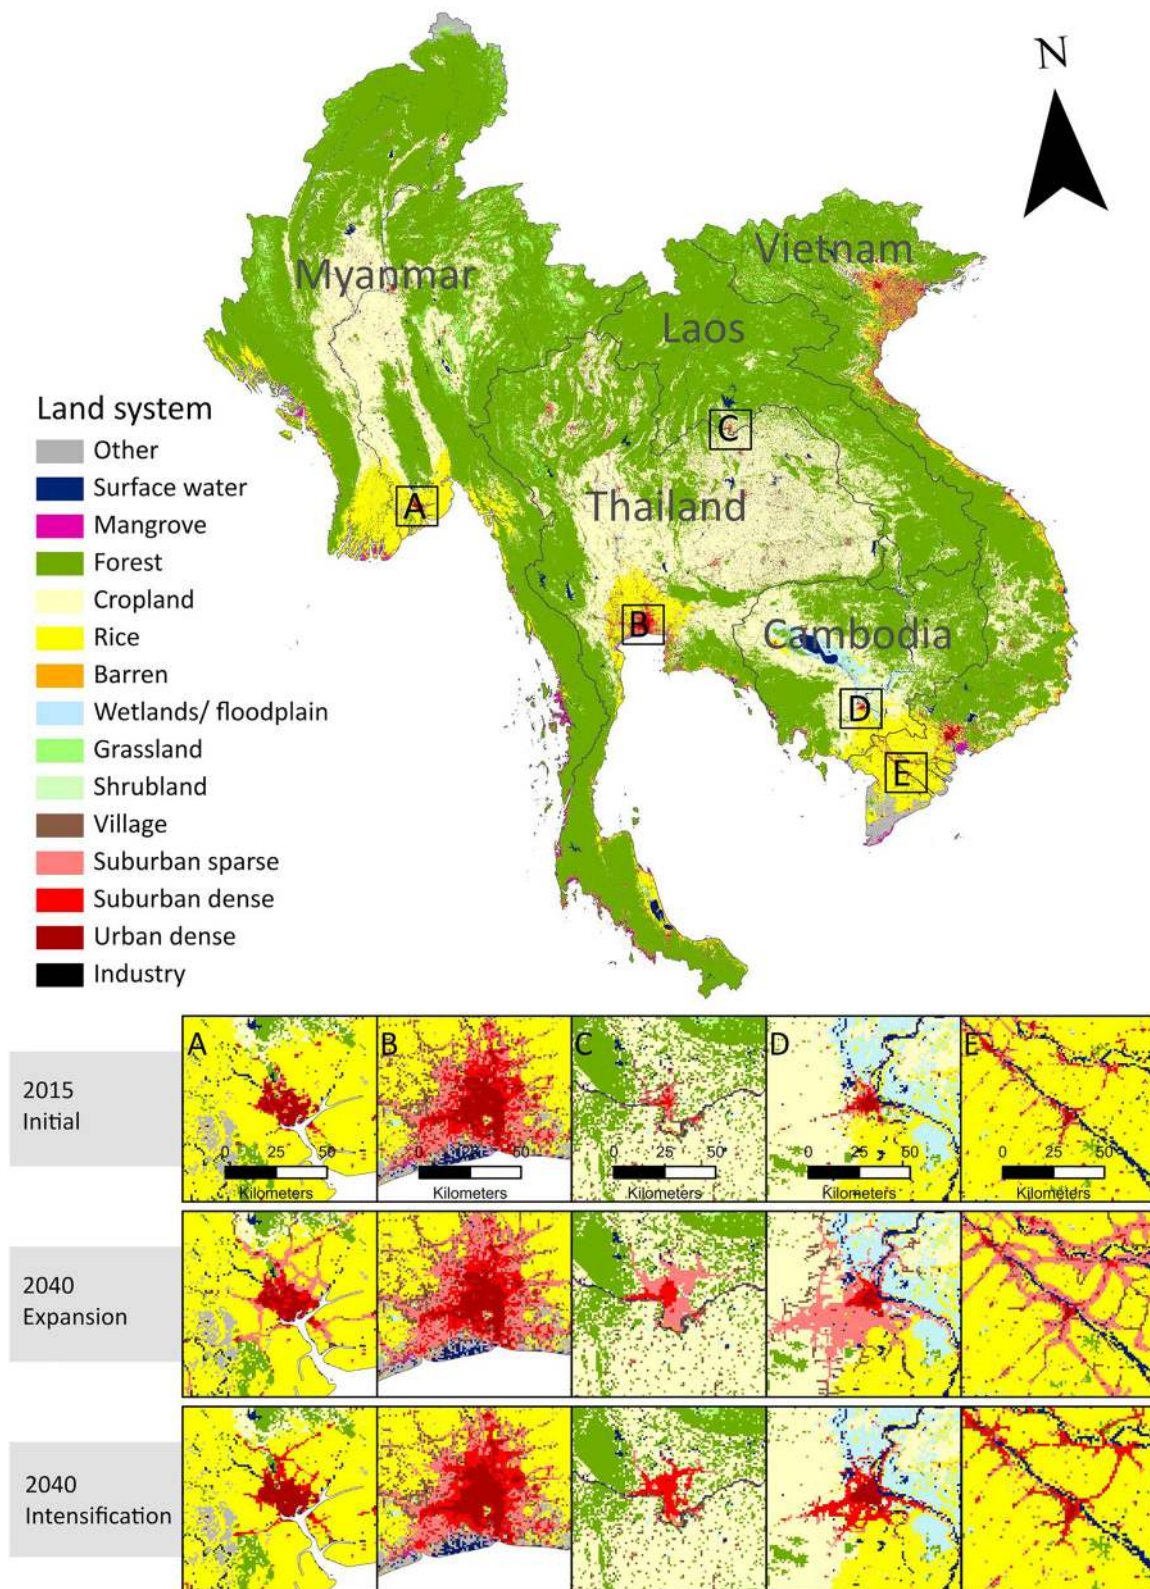 N
Vietnam
Myanmar
Laos
C
Thailand
A
B
Cambodia
D
E
Land system
Other
Surface water
Mangrove
Forest
Cropland
Rice
Barren
Wetlands/ floodplain
Grassland
Shrubland
Village
Suburban sparse
Suburban dense
Urban dense
Industry
A B C D E
2015
Initial
0 25 50 0 25 50 0 25 50 0 25 50 0 25 50
Kilometers Kilometers Kilometers Kilometers Kilometers
2040
Expansion
2040
Intensification